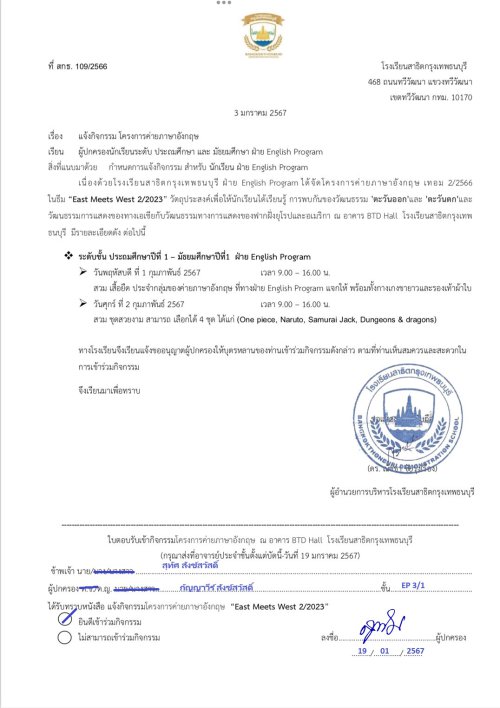 ที่ สกธ. 109/2566
โรงเรียนสาธิตกรุงเทพธนบุรี
468 ถนนทวีวัฒนา แขวงทวีวัฒนา
เขตทวีวัฒนา กทม. 10170
3 มกราคม 2567
เรื่อง แจ้งกิจกรรม โครงการค่ายภาษาอังกฤษ
เรียน ผู้ปกครองนักเรียนระดับ ประถมศึกษา และ มัธยมศึกษา ฝ่าย English Program
สิ่งที่แนบมาด้วย กำหนดการแจ้งกิจกรรม สำหรับ นักเรียน ฝ่าย English Program
เนื่องด้วยโรงเรียนสาธิตกรุงเทพธนบุรี ฝ่าย English Program ได้จัดโครงการค่ายภาษาอังกฤษ เทอม 2/2566
ในธีม "East Meets West 2/2023" วัตถุประสงค์เพื่อให้นักเรียนได้เรียนรู้ การพบกันของวัฒนธรรม 'ตะวันออก'และ 'ตะวันตก'และ
วัฒนธรรมการแสดงของทางเอเชียกับวัฒนธรรมทางการแสดงของฟากฝั่งยุโรปและอเมริกา ณ อาคาร BTD Hall โรงเรียนสาธิตกรุงเทพ
ธนบุรี มีรายละเอียดดัง ต่อไปนี้
❖ ระดับชั้น ประถมศึกษาปีที่ 1 – มัธยมศึกษาปีที่1 ฝ่าย English Program
➢ วันพฤหัสบดี ที่ 1 กุมภาพันธ์ 2567 เวลา 9.00 – 16.00 น.
สวม เสื้อยืด ประจำกลุ่มของค่ายภาษาอังกฤษ ที่ทางฝ่าย English Program แจกให้ พร้อมทั้งกางเกงขายาวและรองเท้าผ้าใบ
➢ วันศุกร์ ที่ 2 กุมภาพันธ์ 2567 เวลา 9.00 – 16.00 น.
สวม ชุดสวยงาม สามารถ เลือกได้ 4 ชุด ได้แก่ (One piece, Naruto, Samurai Jack, Dungeons & dragons)
ทางโรงเรียนจึงเรียนแจ้งขออนุญาตผู้ปกครองให้บุตรหลานของท่านเข้าร่วมกิจกรรมดังกล่าว ตามที่ท่านเห็นสมควรและสะดวกใน
การเข้าร่วมกิจกรรม
จึงเรียนมาเพื่อทราบ
โรงเรียนสาธิตกรุงเทพธนบุรี
BANGKOKTHONBURI DEMONSTRATION SCHOOL
ผู้อำนวยการบริหารโรงเรียนสาธิตกรุงเทพธนบุรี
ใบตอบรับเข้ากิจกรรมโครงการค่ายภาษาอังกฤษ ณ อาคาร BTD Hall โรงเรียนสาธิตกรุงเทพธนบุรี
(กรุณาส่งที่อาจารย์ประจำชั้นตั้งแต่บัดนี้-วันที่ 19 มกราคม 2567)
ข้าพเจ้า นาย/นาง/นางสาว สุทัศ สังข์สวัสดิ์
ผู้ปกครอง ด.ช./ด.ญ. นาย/นางสาว กัญญาวีร์ สังข์สวัสดิ์ ชั้น EP 3/1
ได้รับทราบหนังสือ แจ้งกิจกรรมโครงการค่ายภาษาอังกฤษ "East Meets West 2/2023"
ยินดีเข้าร่วมกิจกรรม
ไม่สามารถเข้าร่วมกิจกรรม ลงชื่อ ผู้ปกครอง
19 / 01 / 2567